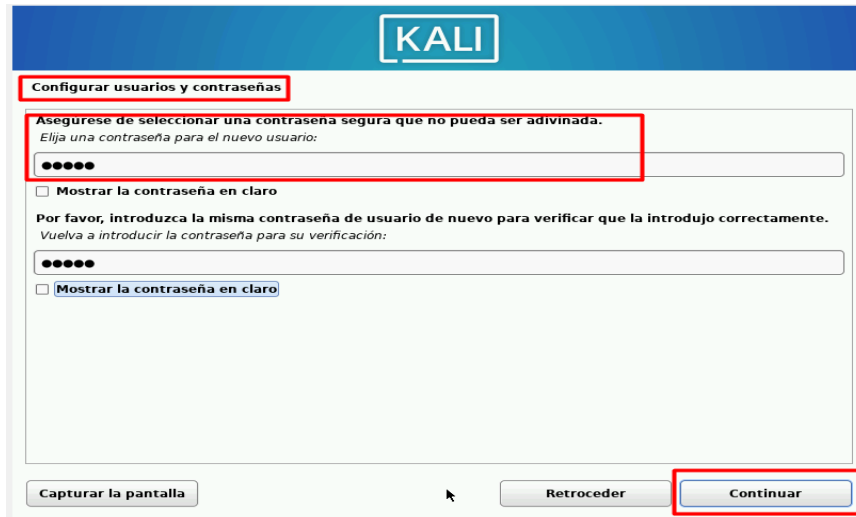 KALI
Configurar usuarios y contraseñas
Asegúrese de seleccionar una contraseña segura que no pueda ser adivinada.
Elija una contraseña para el nuevo usuario:
●●●●●
Mostrar la contraseña en claro
Por favor, introduzca la misma contraseña de usuario de nuevo para verificar que la introdujo correctamente.
Vuelva a introducir la contraseña para su verificación:
●●●●●
Mostrar la contraseña en claro
Capturar la pantalla
Retroceder
Continuar